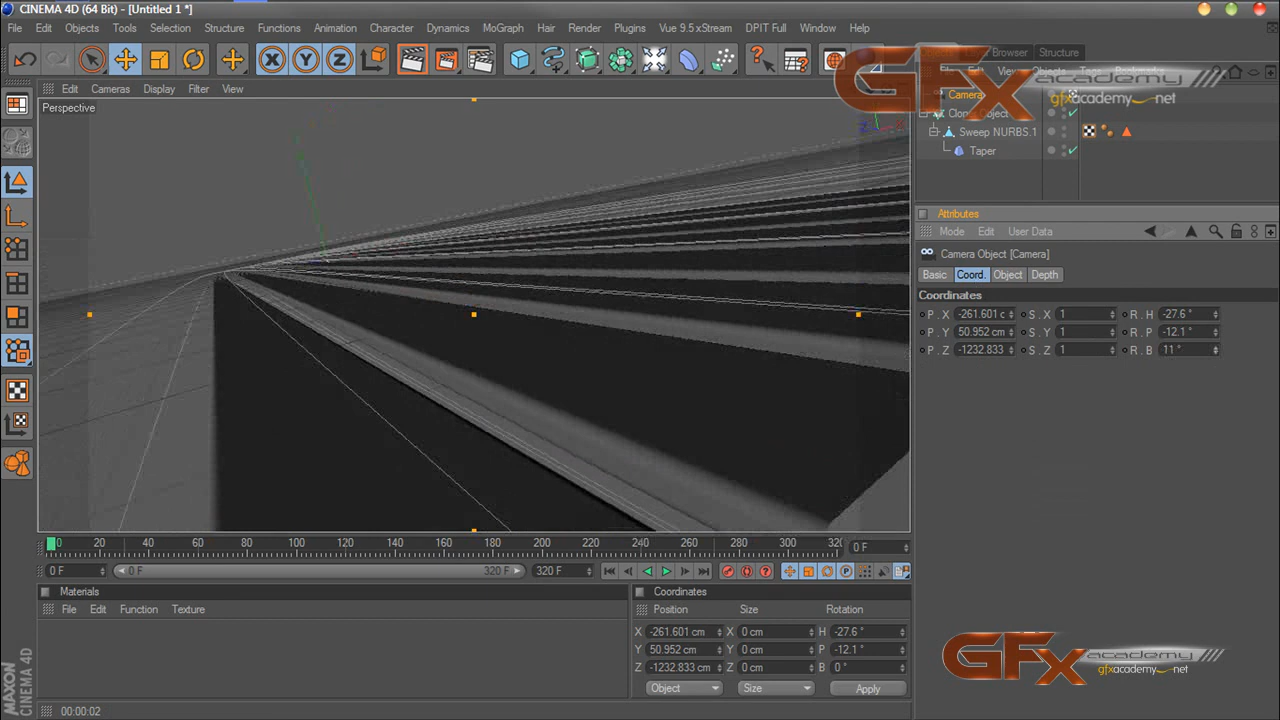 CINEMA 4D (64 Bit) - [Untitled 1 *]
File Edit Objects Tools Selection Structure Functions Animation Character Dynamics MoGraph Hair Render Plugins Vue 9.5 xStream DPIT Full Window Help
Browser Structure
View Objects Tags Bookmarks
GFX academy
gfxacademy.net
Camera
Object
Sweep NURBS.1
Taper
Edit Cameras Display Filter View
Perspective
Attributes
Mode Edit User Data
Camera Object [Camera]
Basic Coord. Object Depth
Coordinates
P . X -261.601 c S . X 1 R . H -27.6 °
P . Y 50.952 cm S . Y 1 R . P -12.1 °
P . Z -1232.833 S . Z 1 R . B 11 °
0 20 40 60 80 100 120 140 160 180 200 220 240 260 280 300 320 0 F
0 F 0 F 320 F 320 F
Materials
File Edit Function Texture
Coordinates
Position Size Rotation
X -261.601 cm X 0 cm H -27.6 °
Y 50.952 cm Y 0 cm P -12.1 °
Z -1232.833 cm Z 0 cm B 0 °
Object Size Apply
GFX academy
gfxacademy.net
MAXON
CINEMA 4D
00:00:02